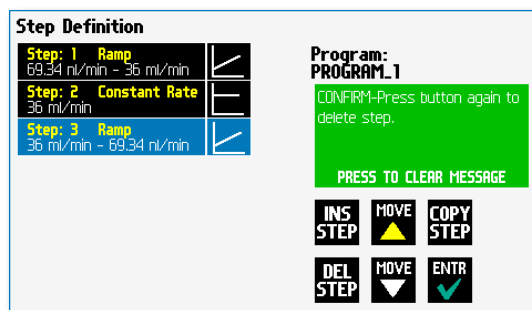 Step Definition
Step: 1 Ramp
69.34 nl/min - 36 ml/min
Step: 2 Constant Rate
36 ml/min
Step: 3 Ramp
36 ml/min - 69.34 nl/min
Program:
PROGRAM_1
CONFIRM-Press button again to
delete step.
PRESS TO CLEAR MESSAGE
INS
STEP
MOVE
COPY
STEP
DEL
STEP
MOVE
ENTR